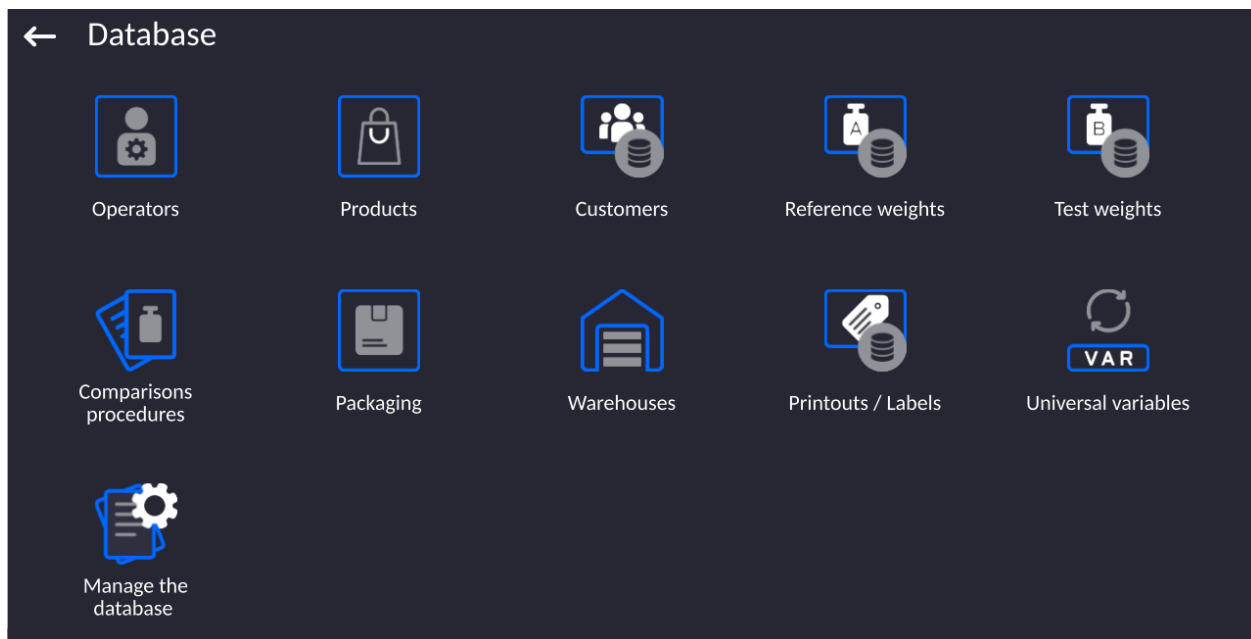 Database
Operators
Products
Customers
A
Reference weights
B
Test weights
Comparisons
procedures
Packaging
Warehouses
Printouts / Labels
VAR
Universal variables
Manage the
database